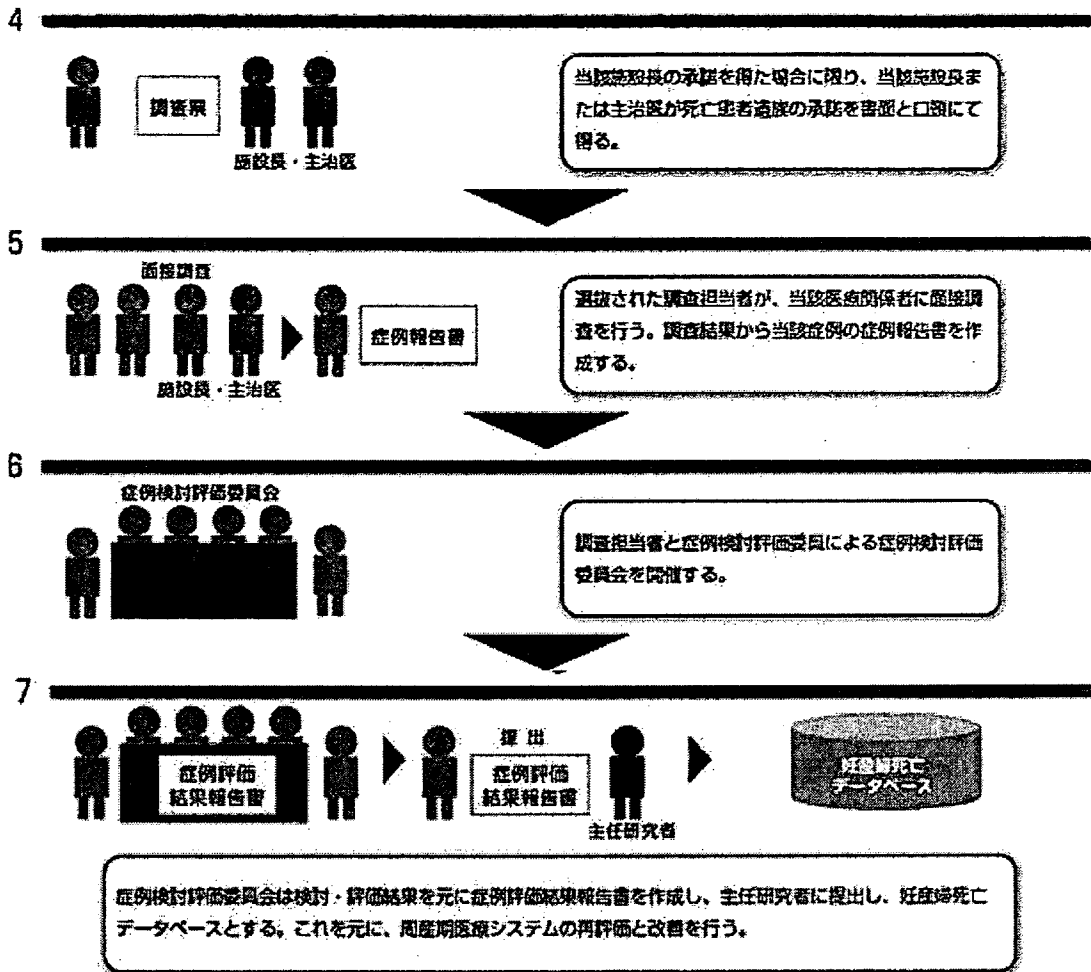 4
調査票
施設長・主治医
当該施設長の承諾を得た場合に限り、当該施設長ま
たは主治医が死亡患者遺族の承諾を書面と口頭にて
得る。
5
面接調査
施設長・主治医
症例報告書
選抜された調査担当者が、当該医療関係者に面接調
査を行う。調査結果から当該症例の症例報告書を作
成する。
6
症例検討評価委員会
調査担当者と症例検討評価委員による症例検討評価
委員会を開催する。
7
症例評価
結果報告書
提出
症例評価
結果報告書
主任研究者
妊産婦死亡
データベース
症例検討評価委員会は検討・評価結果を元に症例評価結果報告書を作成し、主任研究者に提出し、妊産婦死亡
データベースとする。これを元に、周産期医療システムの再評価と改善を行う。